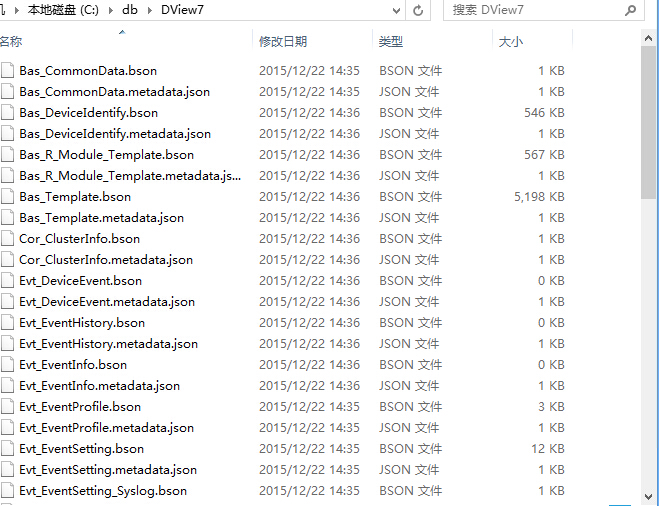 本地磁盘 (C:) db DView7 搜索 DView7
名称 修改日期 类型 大小
Bas_CommonData.bson 2015/12/22 14:35 BSON 文件 1 KB
Bas_CommonData.metadata.json 2015/12/22 14:35 JSON 文件 1 KB
Bas_DeviceIdentify.bson 2015/12/22 14:36 BSON 文件 546 KB
Bas_DeviceIdentify.metadata.json 2015/12/22 14:36 JSON 文件 1 KB
Bas_R_Module_Template.bson 2015/12/22 14:36 BSON 文件 567 KB
Bas_R_Module_Template.metadata.js... 2015/12/22 14:36 JSON 文件 1 KB
Bas_Template.bson 2015/12/22 14:36 BSON 文件 5,198 KB
Bas_Template.metadata.json 2015/12/22 14:36 JSON 文件 1 KB
Cor_ClusterInfo.bson 2015/12/22 14:36 BSON 文件 1 KB
Cor_ClusterInfo.metadata.json 2015/12/22 14:36 JSON 文件 1 KB
Evt_DeviceEvent.bson 2015/12/22 14:36 BSON 文件 0 KB
Evt_DeviceEvent.metadata.json 2015/12/22 14:36 JSON 文件 1 KB
Evt_EventHistory.bson 2015/12/22 14:36 BSON 文件 0 KB
Evt_EventHistory.metadata.json 2015/12/22 14:36 JSON 文件 1 KB
Evt_EventInfo.bson 2015/12/22 14:36 BSON 文件 0 KB
Evt_EventInfo.metadata.json 2015/12/22 14:36 JSON 文件 1 KB
Evt_EventProfile.bson 2015/12/22 14:35 BSON 文件 3 KB
Evt_EventProfile.metadata.json 2015/12/22 14:35 JSON 文件 1 KB
Evt_EventSetting.bson 2015/12/22 14:35 BSON 文件 12 KB
Evt_EventSetting.metadata.json 2015/12/22 14:35 JSON 文件 1 KB
Evt_EventSetting_Syslog.bson 2015/12/22 14:35 BSON 文件 1 KB